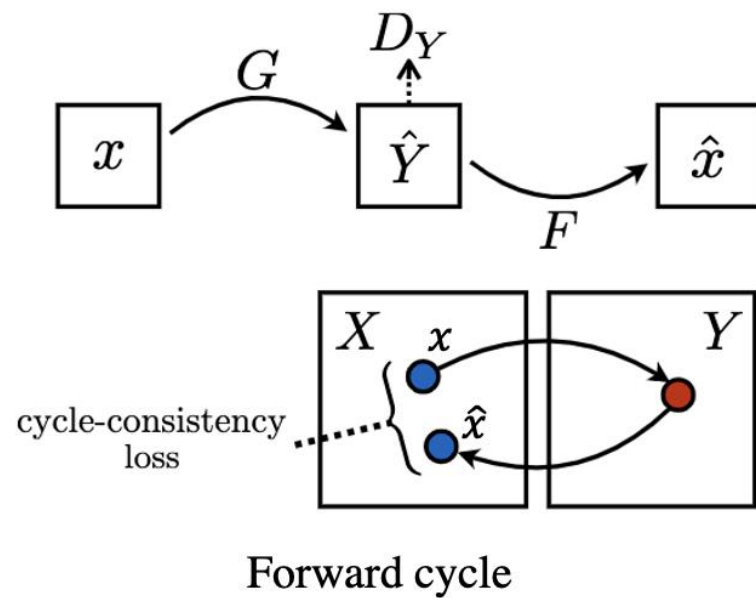 D_Y
G
x Ŷ x̂
F
X x Y
x̂
cycle-consistency
loss
Forward cycle